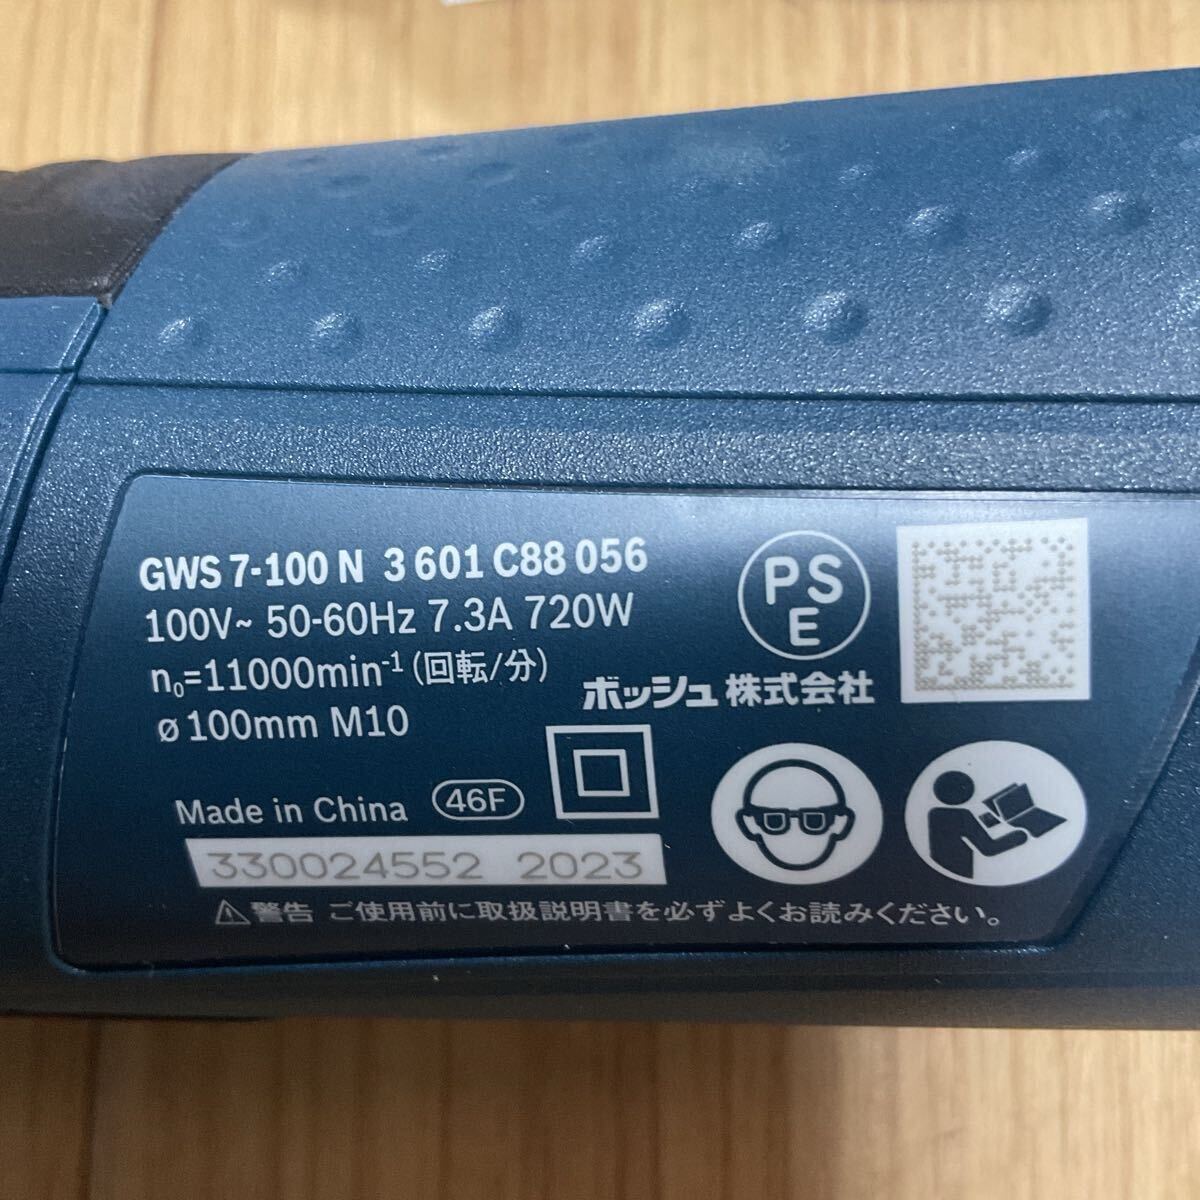 GWS 7-100 N 3 601 C88 056
100V~ 50-60Hz 7.3A 720W
n₀=11000min⁻¹(回転/分)
ø 100mm M10
PS
E
ボッシュ株式会社
Made in China 46F
330024552 2023
警告 ご使用前に取扱説明書を必ずよくお読みください。